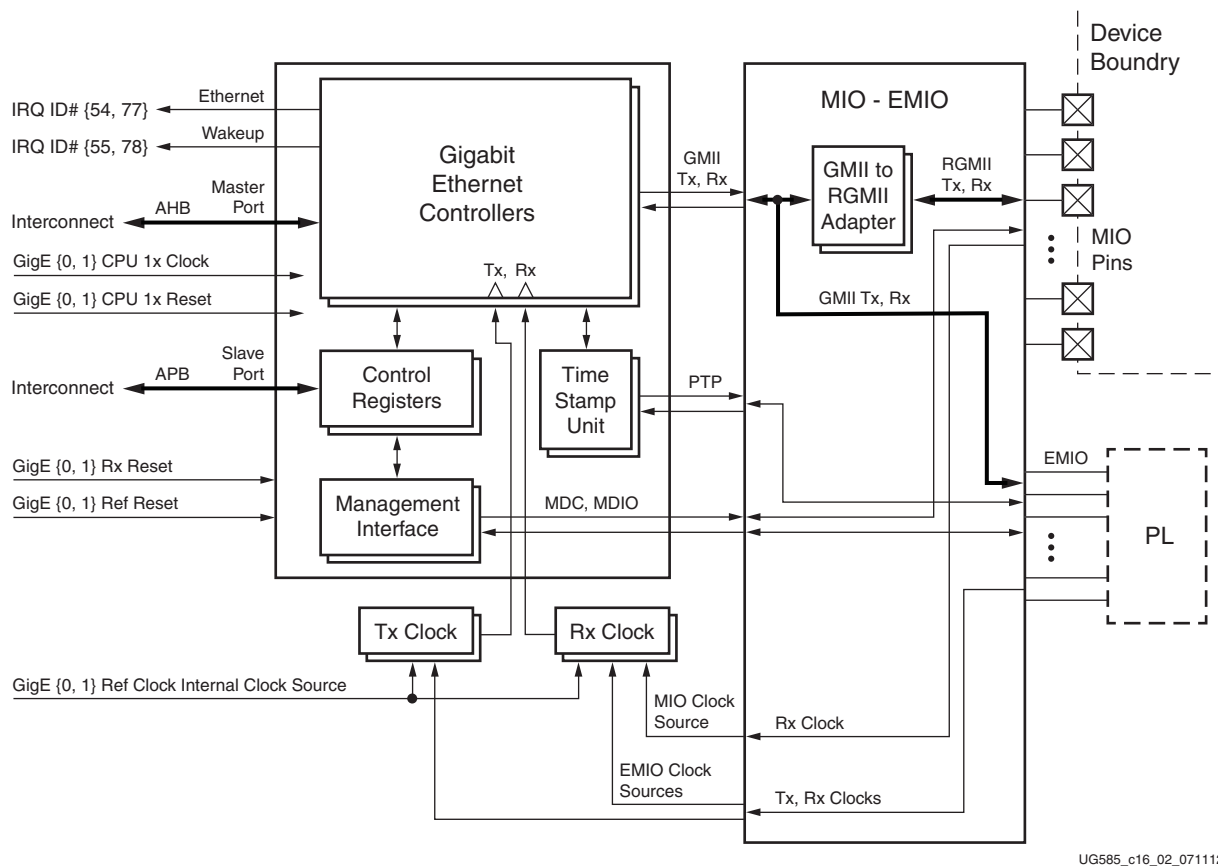 Device
Boundry
MIO - EMIO
IRQ ID# {54, 77}
Ethernet
IRQ ID# {55, 78}
Wakeup
Gigabit
Ethernet
Controllers
GMII
Tx, Rx
GMII to
RGMII
Adapter
RGMII
Tx, Rx
Master
Port
Interconnect
AHB
MIO
Pins
GigE {0, 1} CPU 1x Clock
Tx, Rx
GigE {0, 1} CPU 1x Reset
GMII Tx, Rx
Slave
Port
Interconnect
APB
Control
Registers
Time
Stamp
Unit
PTP
GigE {0, 1} Rx Reset
EMIO
GigE {0, 1} Ref Reset
Management
Interface
MDC, MDIO
PL
Tx Clock
Rx Clock
GigE {0, 1} Ref Clock Internal Clock Source
MIO Clock
Source
Rx Clock
EMIO Clock
Sources
Tx, Rx Clocks